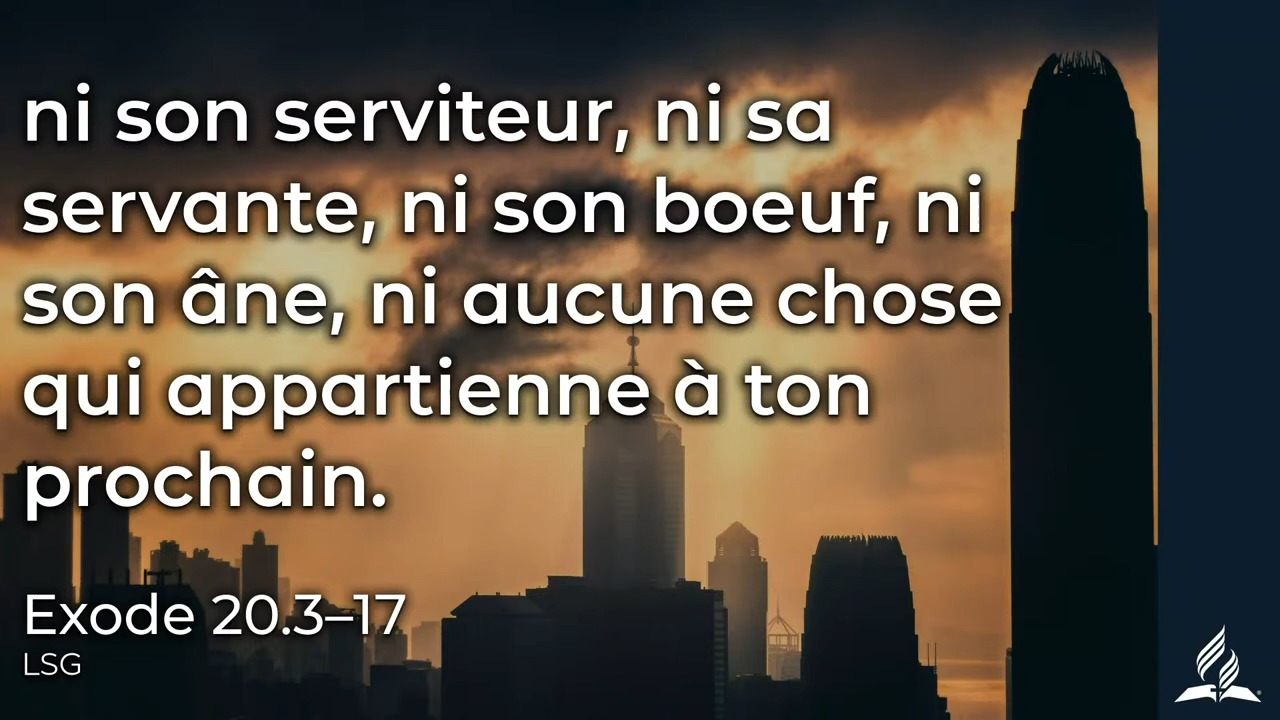 ni son serviteur, ni sa
servante, ni son boeuf, ni
son âne, ni aucune chose
qui appartienne à ton
prochain.
Exode 20.3–17
LSG